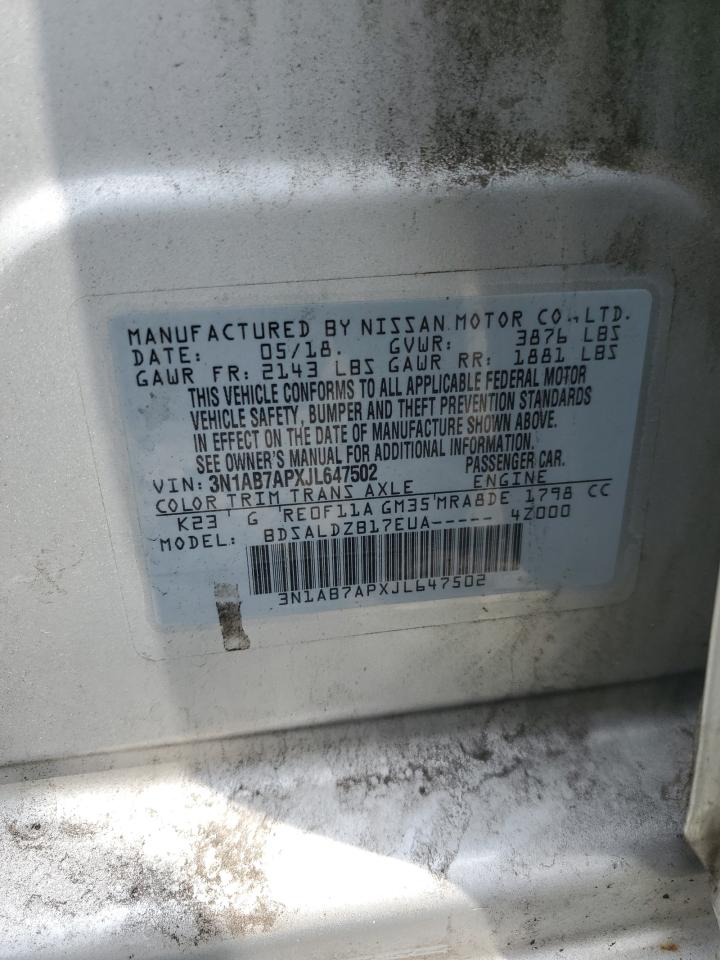 MANUFACTURED BY NISSAN MOTOR CO.,LTD.
DATE: 05/18. GVWR: 3876 LBS
GAWR FR: 2143 LBS GAWR RR: 1881 LBS
THIS VEHICLE CONFORMS TO ALL APPLICABLE FEDERAL MOTOR
VEHICLE SAFETY, BUMPER AND THEFT PREVENTION STANDARDS
IN EFFECT ON THE DATE OF MANUFACTURE SHOWN ABOVE.
SEE OWNER'S MANUAL FOR ADDITIONAL INFORMATION.
VIN: 3N1AB7APXJL647502 PASSENGER CAR.
COLOR TRIM TRANS AXLE ENGINE
K23 G RE0F11A GM35 MRA8DE 1798 CC
MODEL: BDSALDZB17EUA----- 4Z000
3N1AB7APXJL647502